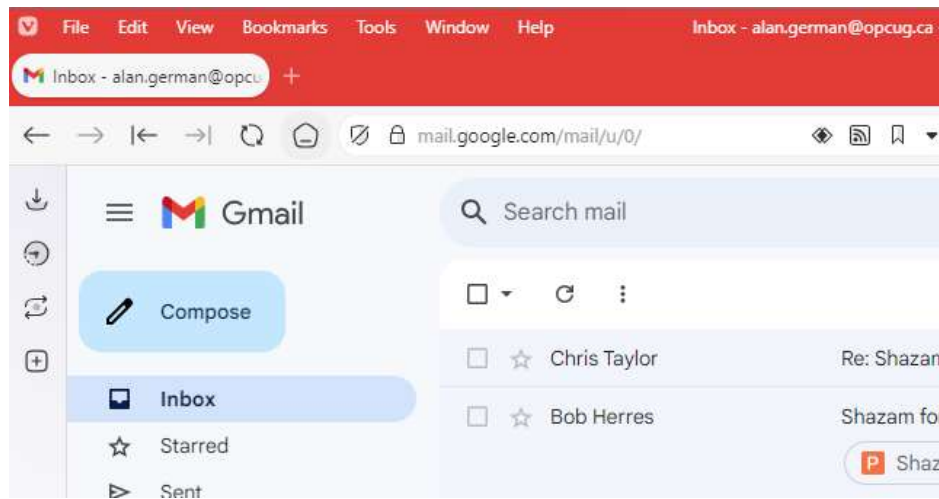 File Edit View Bookmarks Tools Window Help Inbox - alan.german@opcug.ca
Inbox - alan.german@opcu
mail.google.com/mail/u/0/
Gmail
Search mail
Compose
Chris Taylor Re: Shazam
Inbox
Bob Herres Shazam fo
Starred
P Shaz
Sent